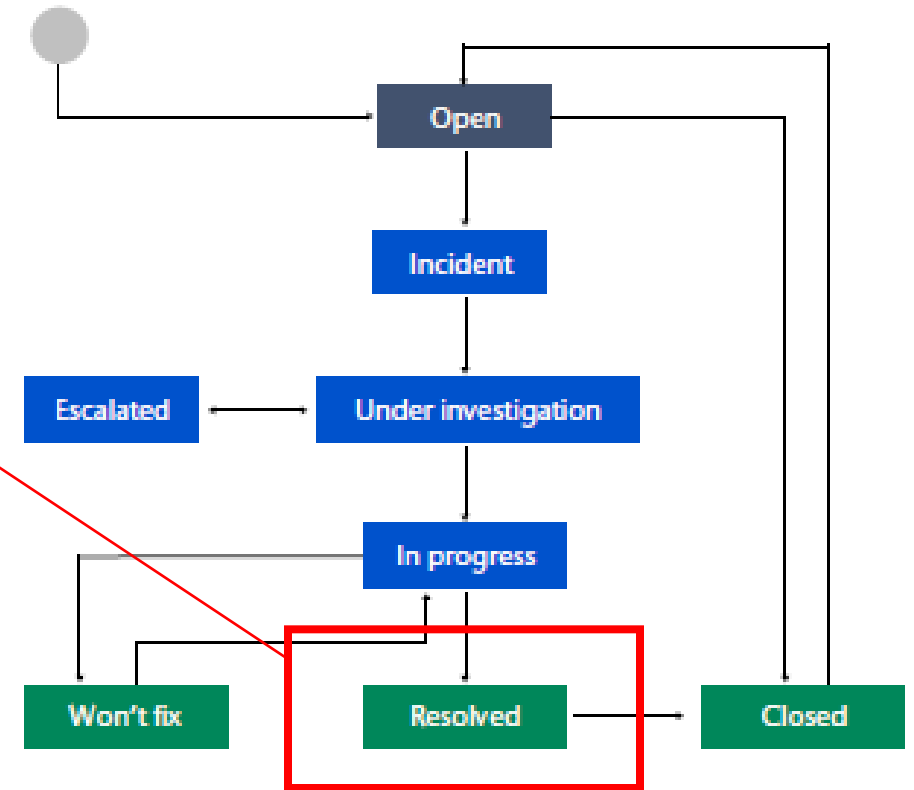 Open
Incident
Escalated
Under investigation
In progress
Won't fix
Resolved
Closed